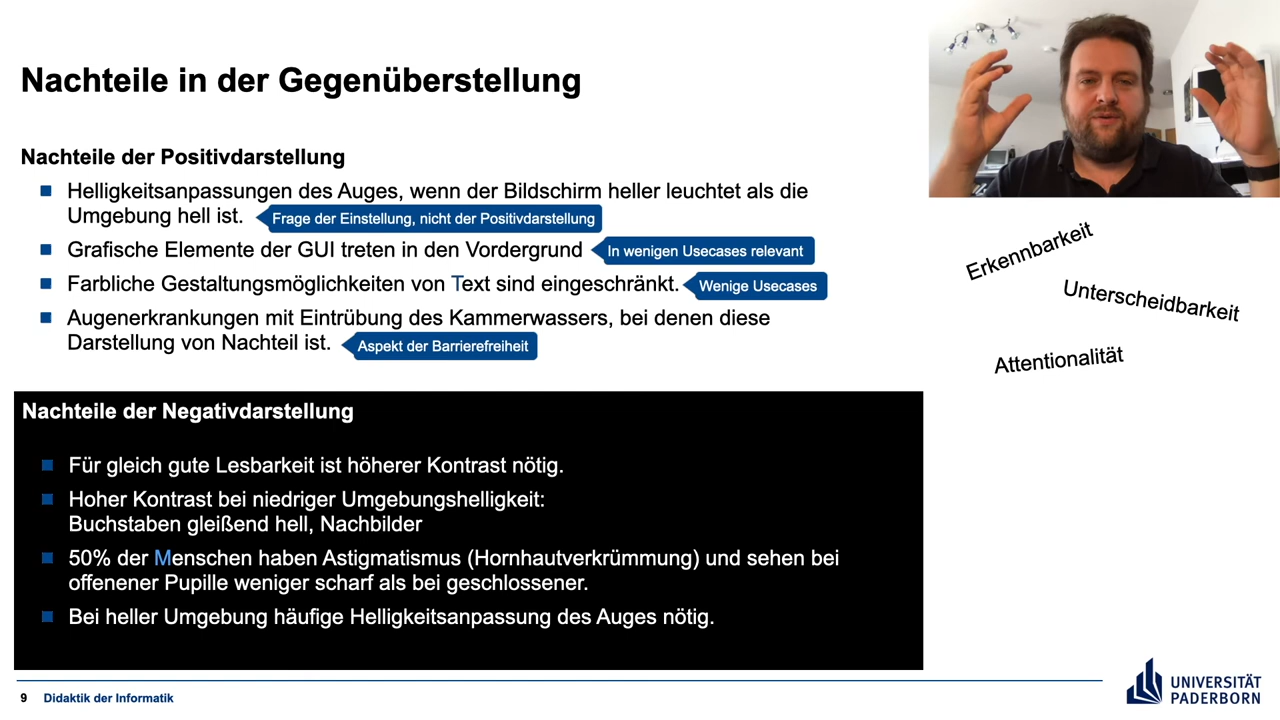 Nachteile in der Gegenüberstellung
Nachteile der Positivdarstellung
Helligkeitsanpassungen des Auges, wenn der Bildschirm heller leuchtet als die
Umgebung hell ist.
Frage der Einstellung, nicht der Positivdarstellung
Grafische Elemente der GUI treten in den Vordergrund
In wenigen Usecases relevant
Farbliche Gestaltungsmöglichkeiten von Text sind eingeschränkt.
Wenige Usecases
Augenerkrankungen mit Eintrübung des Kammerwassers, bei denen diese
Darstellung von Nachteil ist.
Aspekt der Barrierefreiheit
Erkennbarkeit
Unterscheidbarkeit
Attentionalität
Nachteile der Negativdarstellung
Für gleich gute Lesbarkeit ist höherer Kontrast nötig.
Hoher Kontrast bei niedriger Umgebungshelligkeit:
Buchstaben gleißend hell, Nachbilder
50% der Menschen haben Astigmatismus (Hornhautverkrümmung) und sehen bei
offenener Pupille weniger scharf als bei geschlossener.
Bei heller Umgebung häufige Helligkeitsanpassung des Auges nötig.
9 Didaktik der Informatik
UNIVERSITÄT
PADERBORN